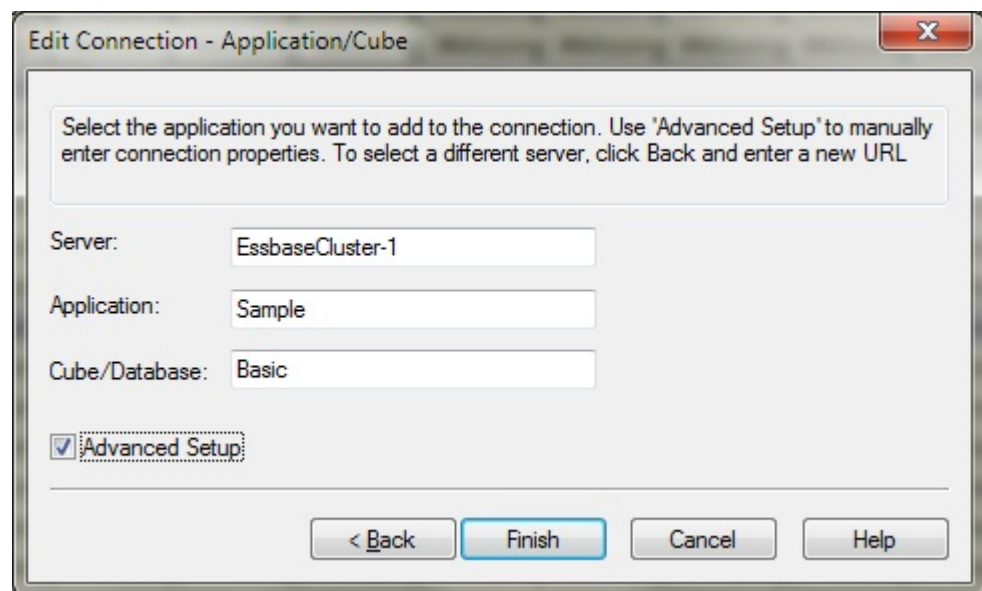 Edit Connection - Application/Cube
Select the application you want to add to the connection. Use 'Advanced Setup' to manually
enter connection properties. To select a different server, click Back and enter a new URL
Server: EssbaseCluster-1
Application: Sample
Cube/Database: Basic
Advanced Setup
< Back Finish Cancel Help